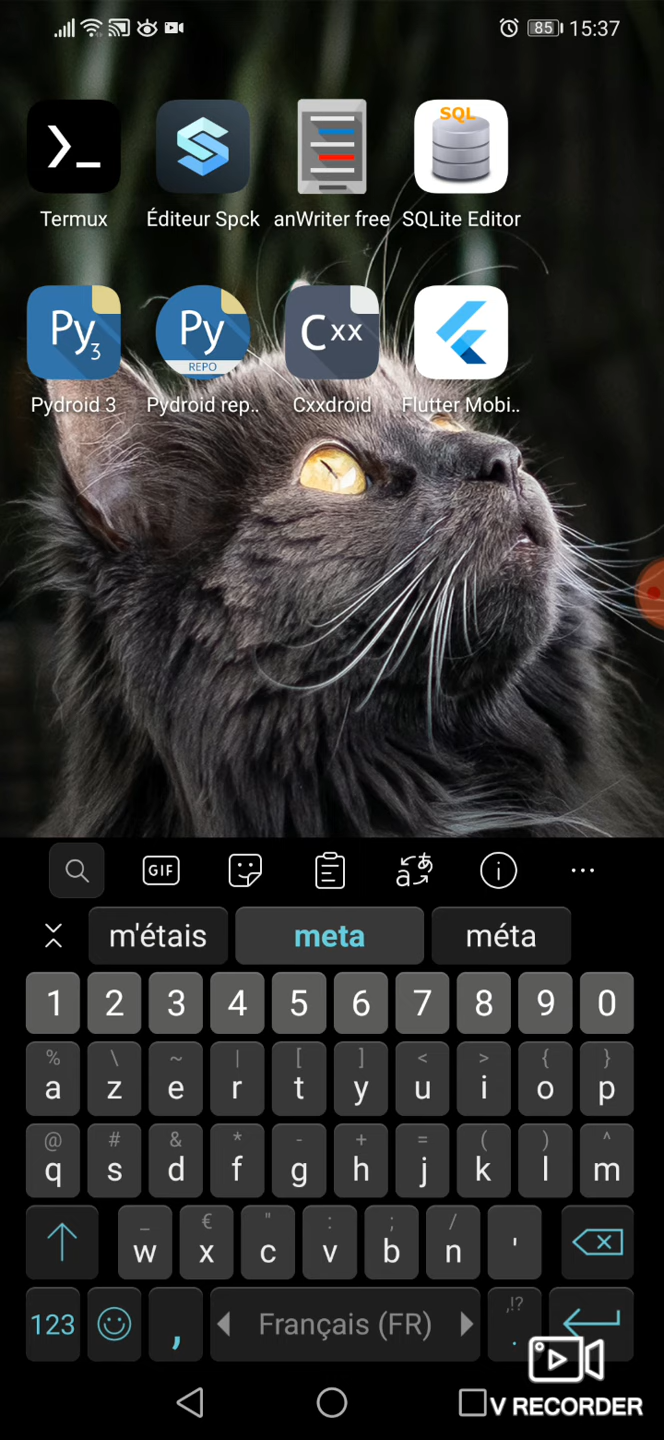 85 15:37
SQL
Termux Éditeur Spck anWriter free SQLite Editor
Py3 Py REPO Cxx
Pydroid 3 Pydroid rep.. Cxxdroid Flutter Mobi..
GIF aあ i ...
m'étais meta méta
1 2 3 4 5 6 7 8 9 0
% \ ~ | [ ] < > { }
a z e r t y u i o p
@ # & * - + = ( ) ^
q s d f g h j k l m
_ € " : ; /
w x c v b n '
,!?
123 , Français (FR) .
V RECORDER